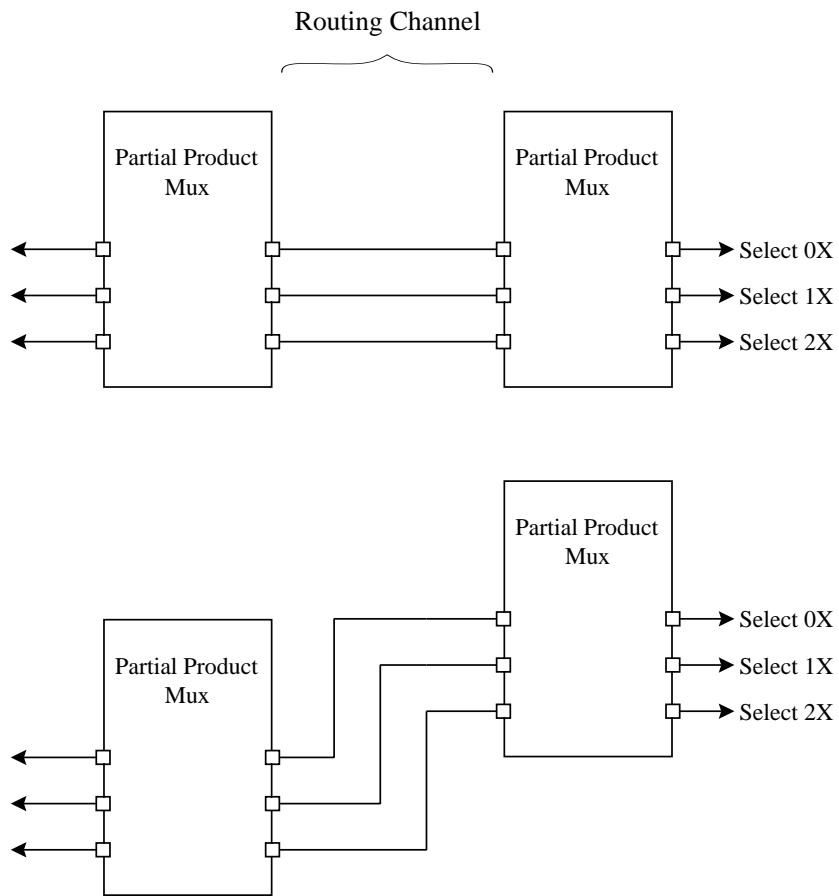 Routing Channel
Partial Product
Mux
Partial Product
Mux
Select 0X
Select 1X
Select 2X
Partial Product
Mux
Select 0X
Select 1X
Select 2X
Partial Product
Mux